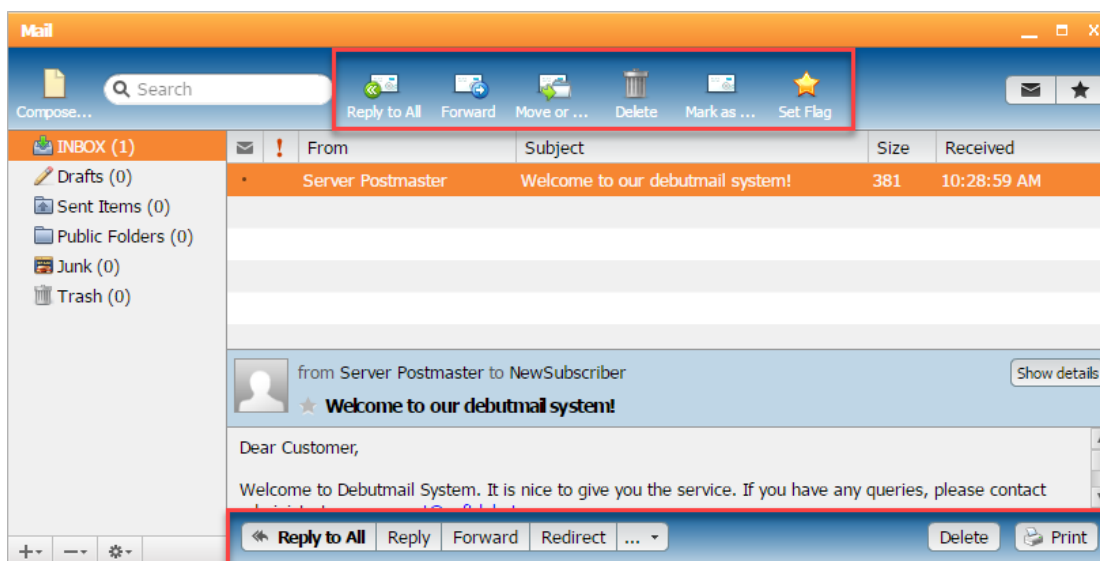 Mail
Compose...
Search
Reply to All
Forward
Move or ...
Delete
Mark as ...
Set Flag
INBOX (1)
Drafts (0)
Sent Items (0)
Public Folders (0)
Junk (0)
Trash (0)
! From Subject Size Received
Server Postmaster Welcome to our debutmail system! 381 10:28:59 AM
from Server Postmaster to NewSubscriber
Show details
Welcome to our debutmail system!
Dear Customer,
Welcome to Debutmail System. It is nice to give you the service. If you have any queries, please contact
Reply to All Reply Forward Redirect ... Delete Print